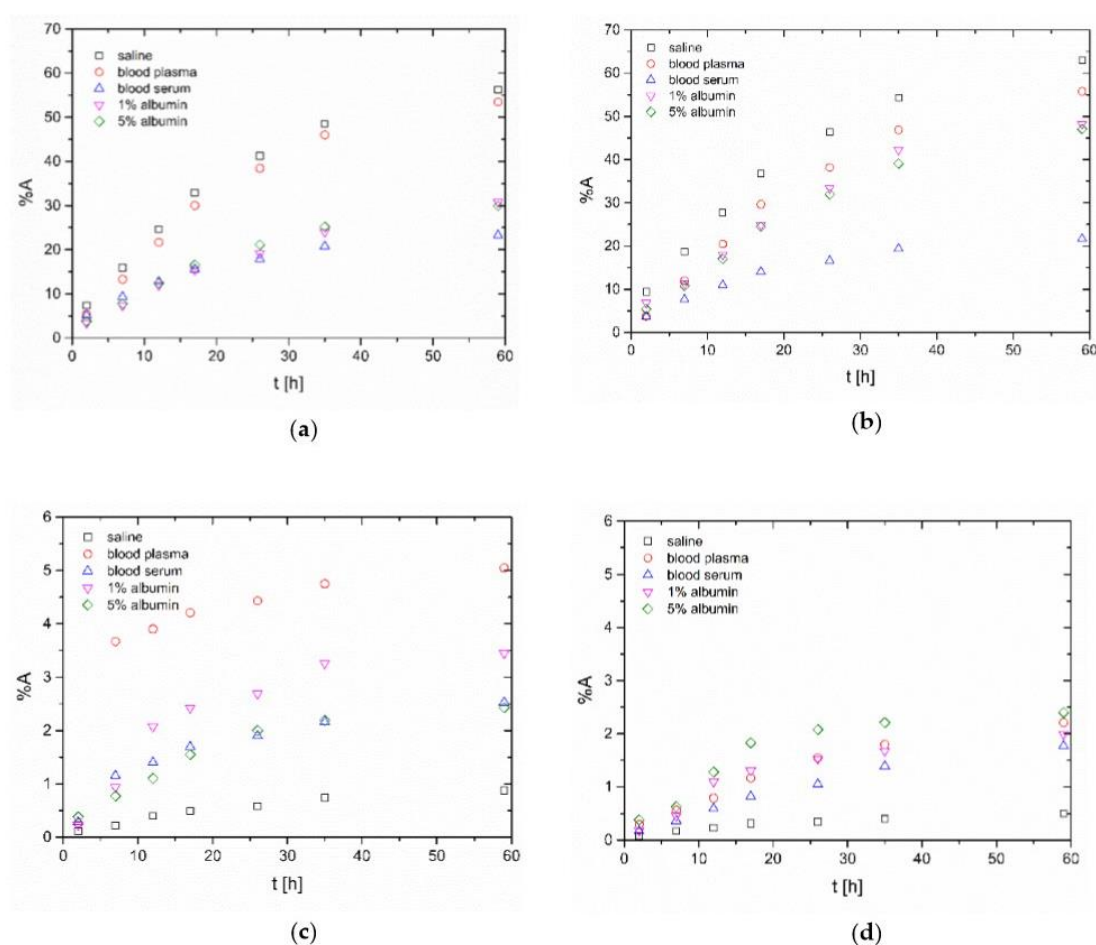 70
60
50
40
30
20
10
0
%A
saline
blood plasma
blood serum
1% albumin
5% albumin
0 10 20 30 40 50 60
t [h]
(a)
70
60
50
40
30
20
10
0
%A
saline
blood plasma
blood serum
1% albumin
5% albumin
0 10 20 30 40 50 60
t [h]
(b)
6
5
4
3
2
1
0
%A
saline
blood plasma
blood serum
1% albumin
5% albumin
0 10 20 30 40 50 60
t [h]
(c)
6
5
4
3
2
1
0
%A
saline
blood plasma
blood serum
1% albumin
5% albumin
0 10 20 30 40 50 60
t [h]
(d)